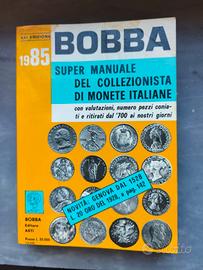 XXI EDIZIONE
1985
BOBBA
SUPER MANUALE
DEL COLLEZIONISTA
DI MONETE ITALIANE
con valutazioni, numero pezzi conia-
ti e ritirati dal '700 ai nostri giorni
NOVITÀ: GENOVA DAL 1528
L. 20 ORO DEL 1928, a pag. 142
BOBBA
Editore
ASTI